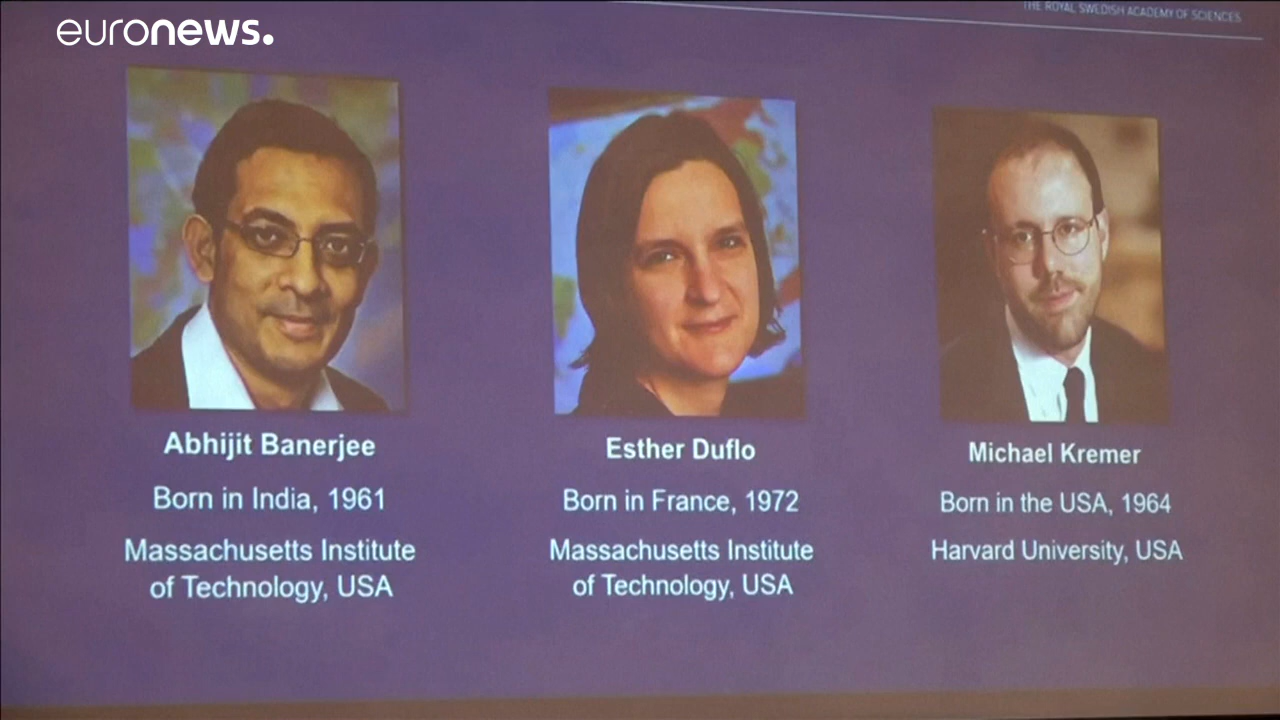 euronews.
THE ROYAL SWEDISH ACADEMY OF SCIENCES
Abhijit Banerjee
Born in India, 1961
Massachusetts Institute
of Technology, USA
Esther Duflo
Born in France, 1972
Massachusetts Institute
of Technology, USA
Michael Kremer
Born in the USA, 1964
Harvard University, USA